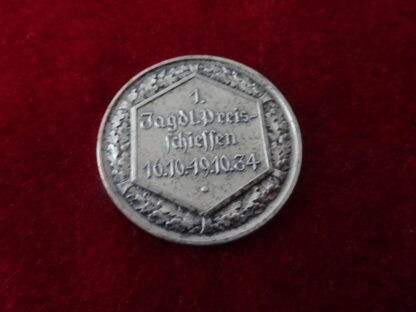 1.
Jagdl. Preis-
schiessen
16.10.-19.10.34